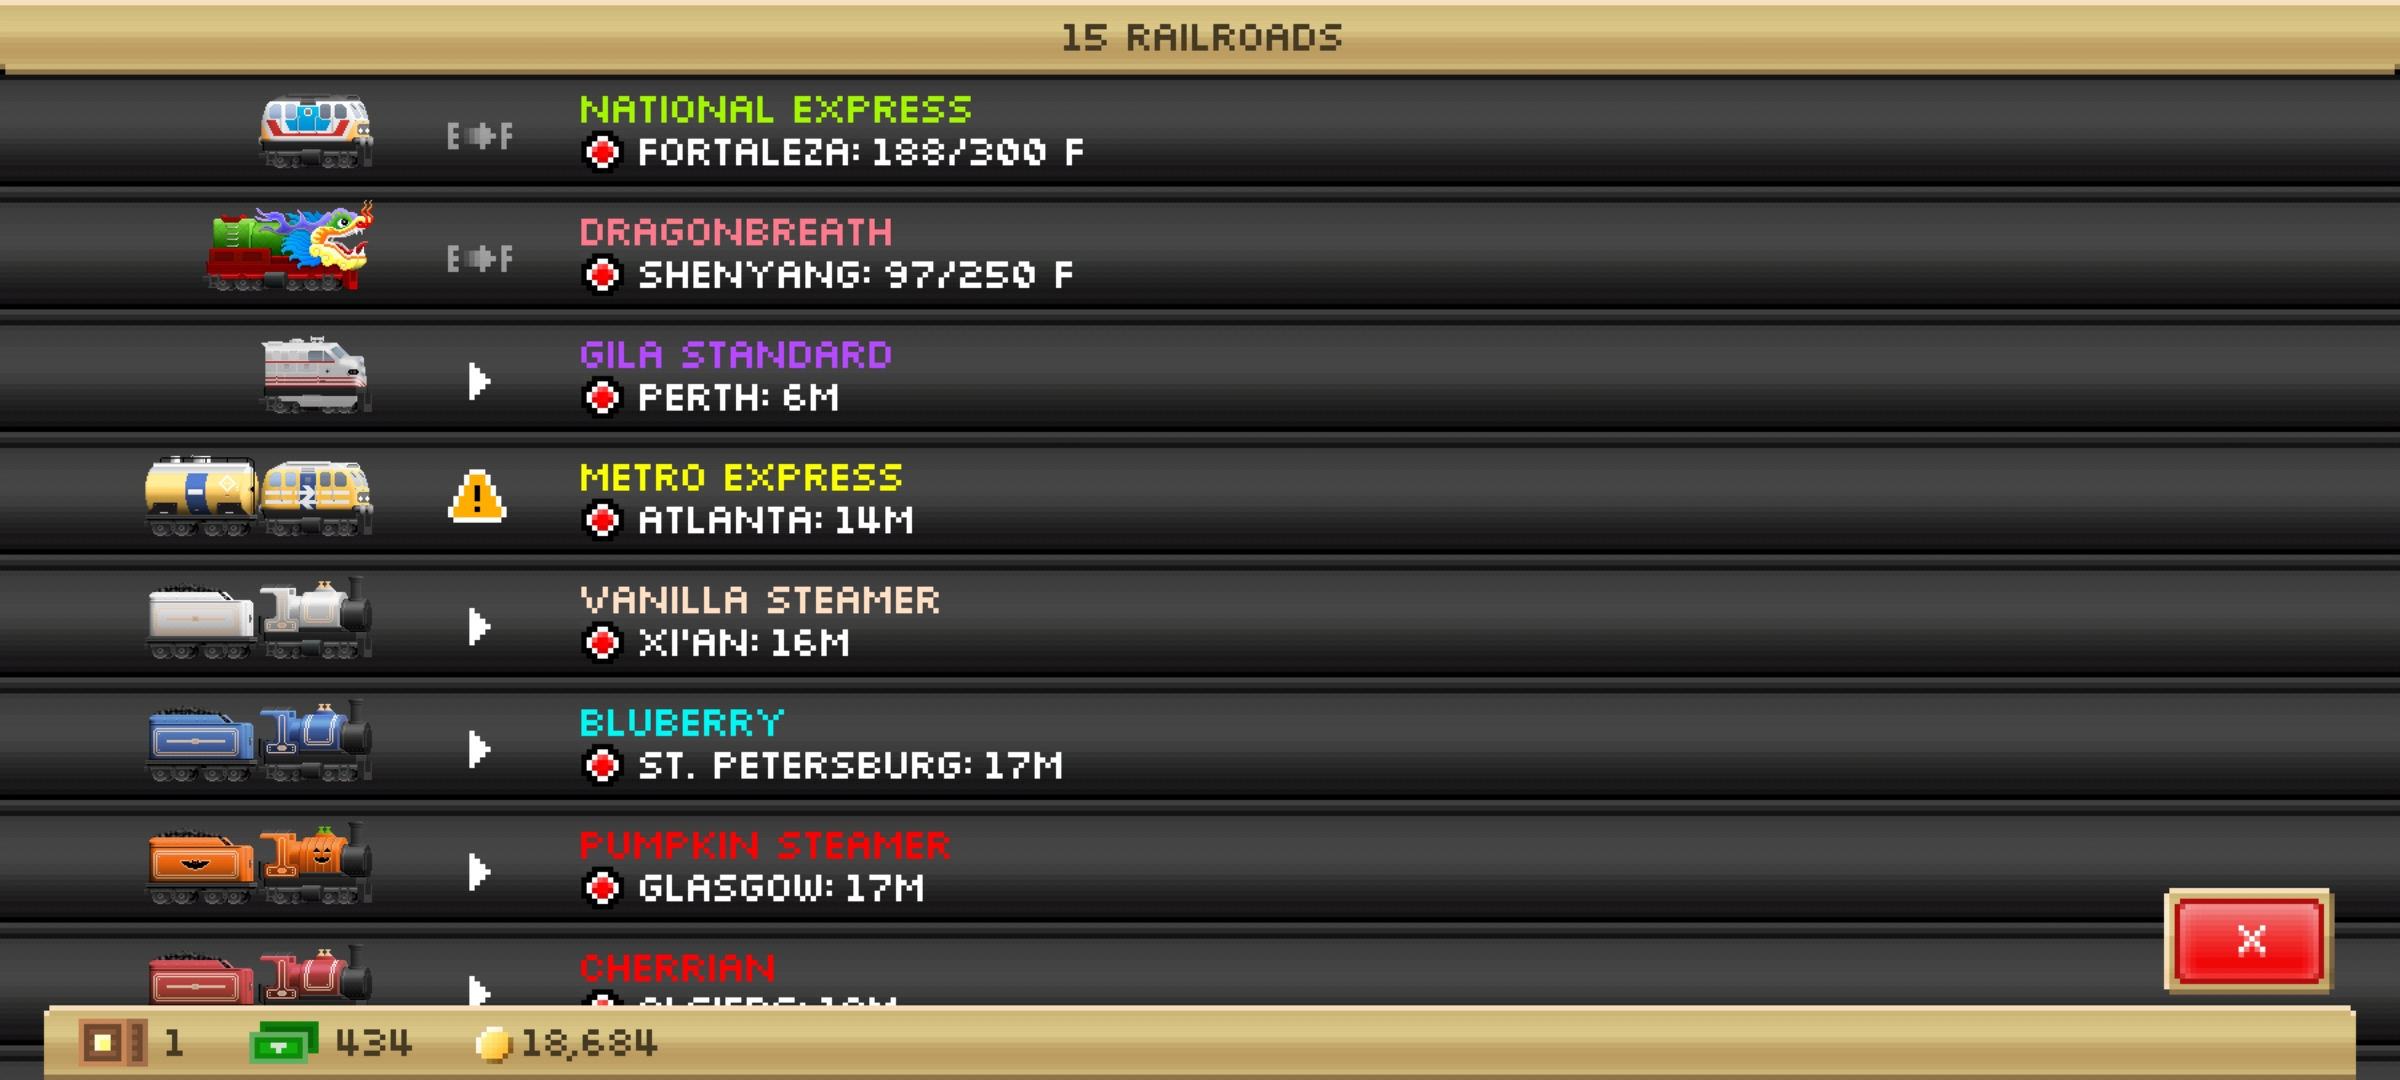 15 RAILROADS
NATIONAL EXPRESS
E F
FORTALEZA: 188/300 F
DRAGONBREATH
E F
SHENYANG: 97/250 F
GILA STANDARD
PERTH: 6M
METRO EXPRESS
!
ATLANTA: 14M
VANILLA STEAMER
XI'AN: 16M
BLUBERRY
ST. PETERSBURG: 17M
PUMPKIN STEAMER
GLASGOW: 17M
CHERRIAN
X
1 434 18,684